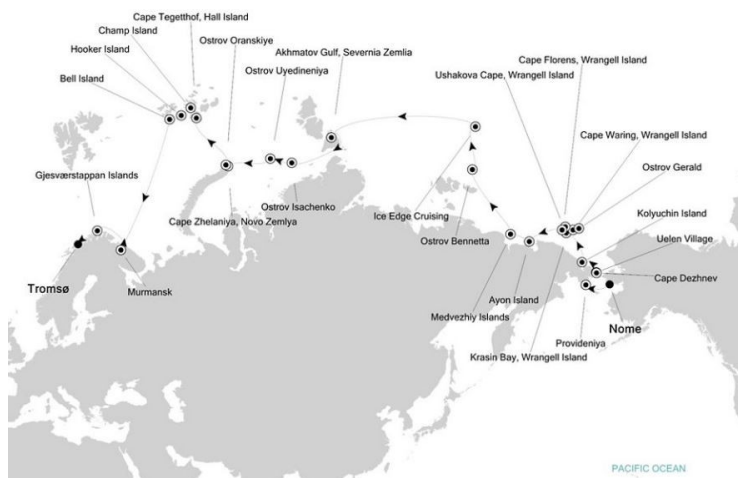 Cape Tegetthof, Hall Island
Champ Island
Hooker Island
Bell Island
Ostrov Oranskiye
Ostrov Uyedineniya
Akhmatov Gulf, Severnia Zemlia
Cape Florens, Wrangel Island
Ushakova Cape, Wrangell Island
Cape Waring, Wrangell Island
Ostrov Gerald
Gjesværstappan Islands
Kolyuchin Island
Ostrov Isachenko
Ice Edge Cruising
Cape Zhelaniya, Novo Zemlya
Ostrov Bennetta
Uelen Village
Cape Dezhnev
Tromsø
Murmansk
Ayon Island
Medvezhiy Islands
Nome
Provideniya
Krasin Bay, Wrangell Island
PACIFIC OCEAN